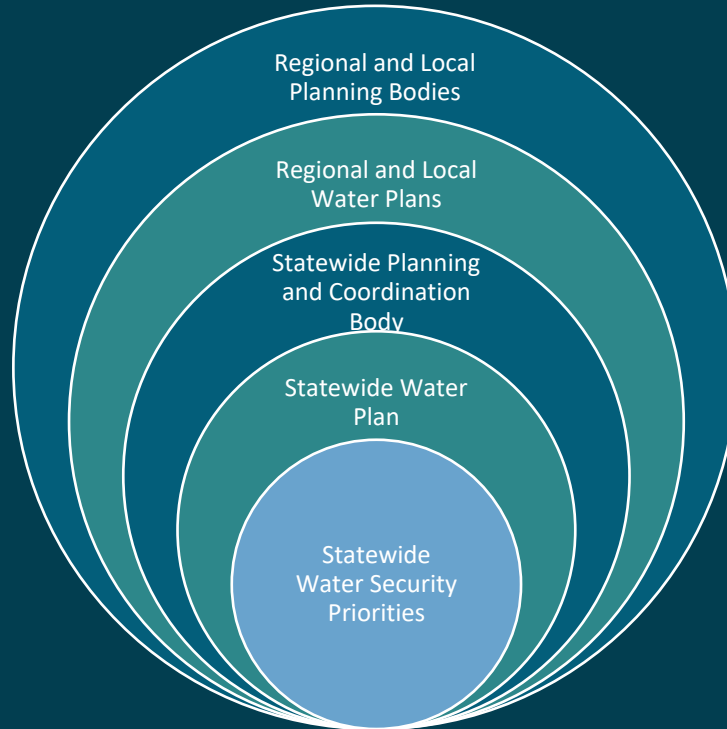 Regional and Local
Planning Bodies
Regional and Local
Water Plans
Statewide Planning
and Coordination
Body
Statewide Water
Plan
Statewide
Water Security
Priorities